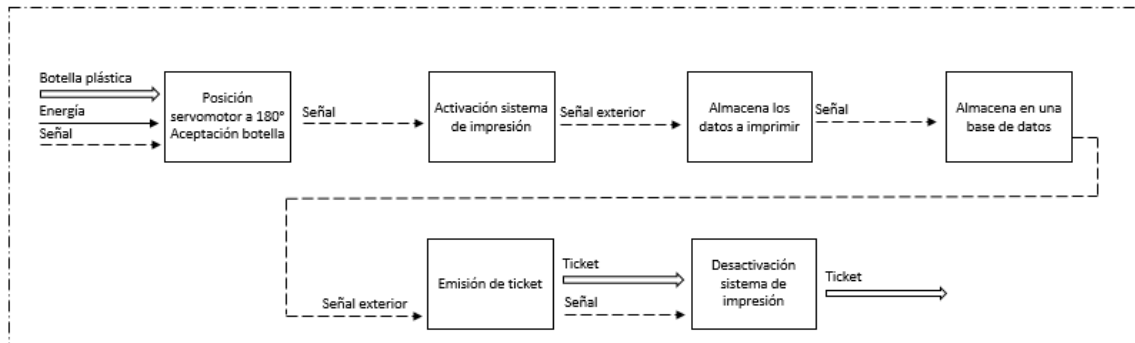 Botella plástica
Energía
Señal
Posición
servomotor a 180°
Aceptación botella
Señal
Activación sistema
de impresión
Señal exterior
Almacena los
datos a imprimir
Señal
Almacena en una
base de datos
Señal exterior
Emisión de ticket
Ticket
Señal
Desactivación
sistema de
impresión
Ticket